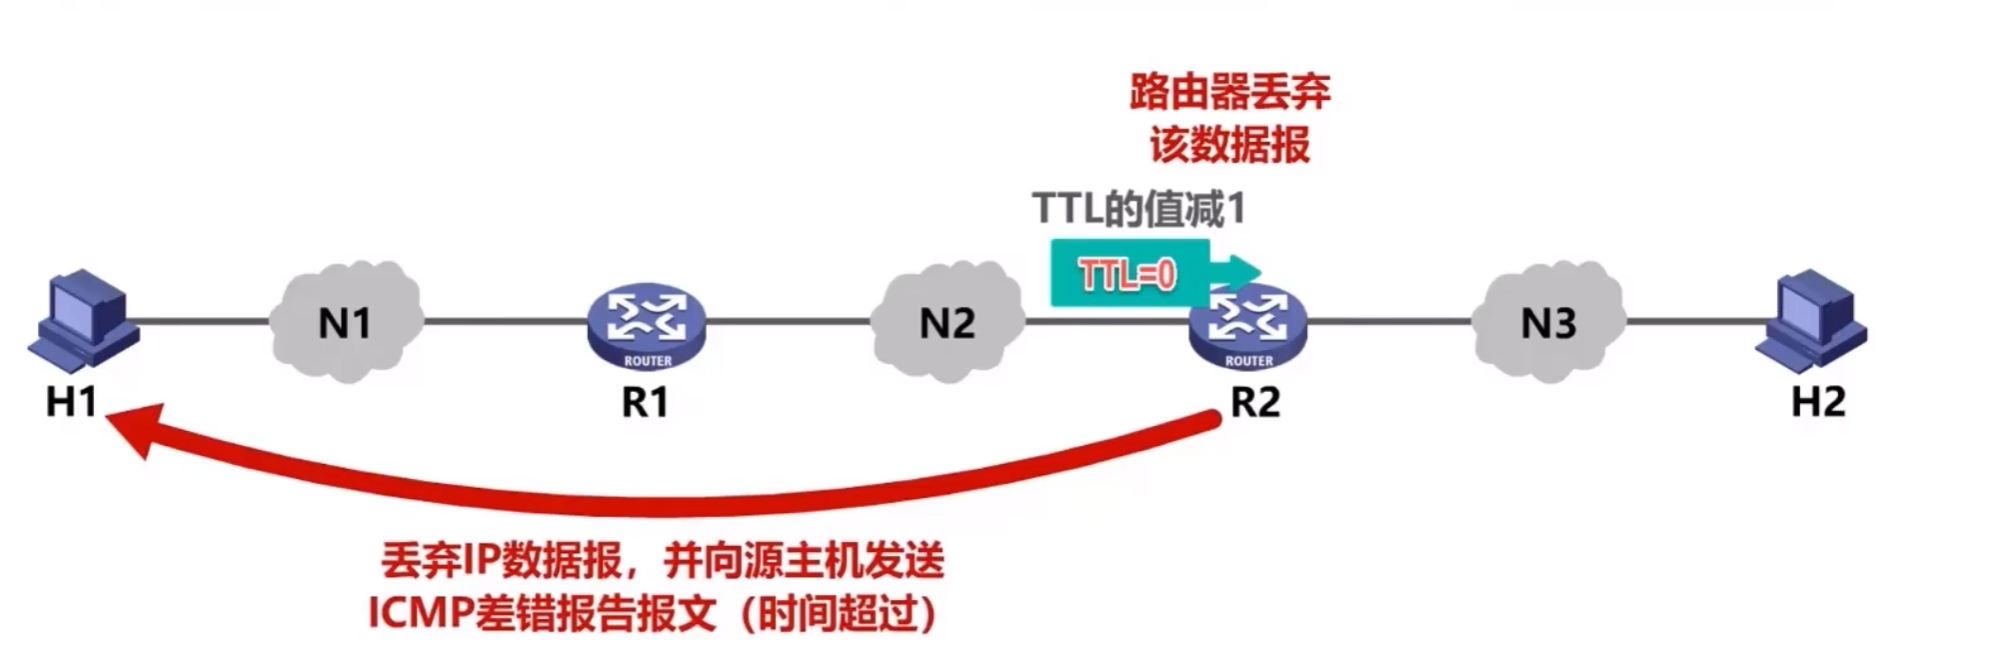 路由器丢弃
该数据报
TTL的值减1
TTL=0
N1
N2
N3
ROUTER
ROUTER
H1
R1
R2
H2
丢弃IP数据报，并向源主机发送
ICMP差错报告报文（时间超过）